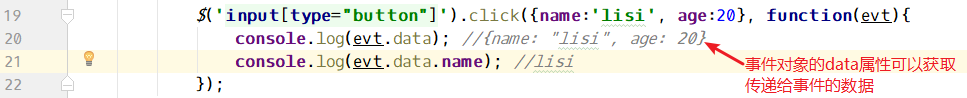 19 $('input[type="button"]').click({name:'lisi', age:20}, function(evt){
20 console.log(evt.data); //{name: "lisi", age: 20}
21 console.log(evt.data.name); //lisi
事件对象的data属性可以获取
传递给事件的数据
22 });